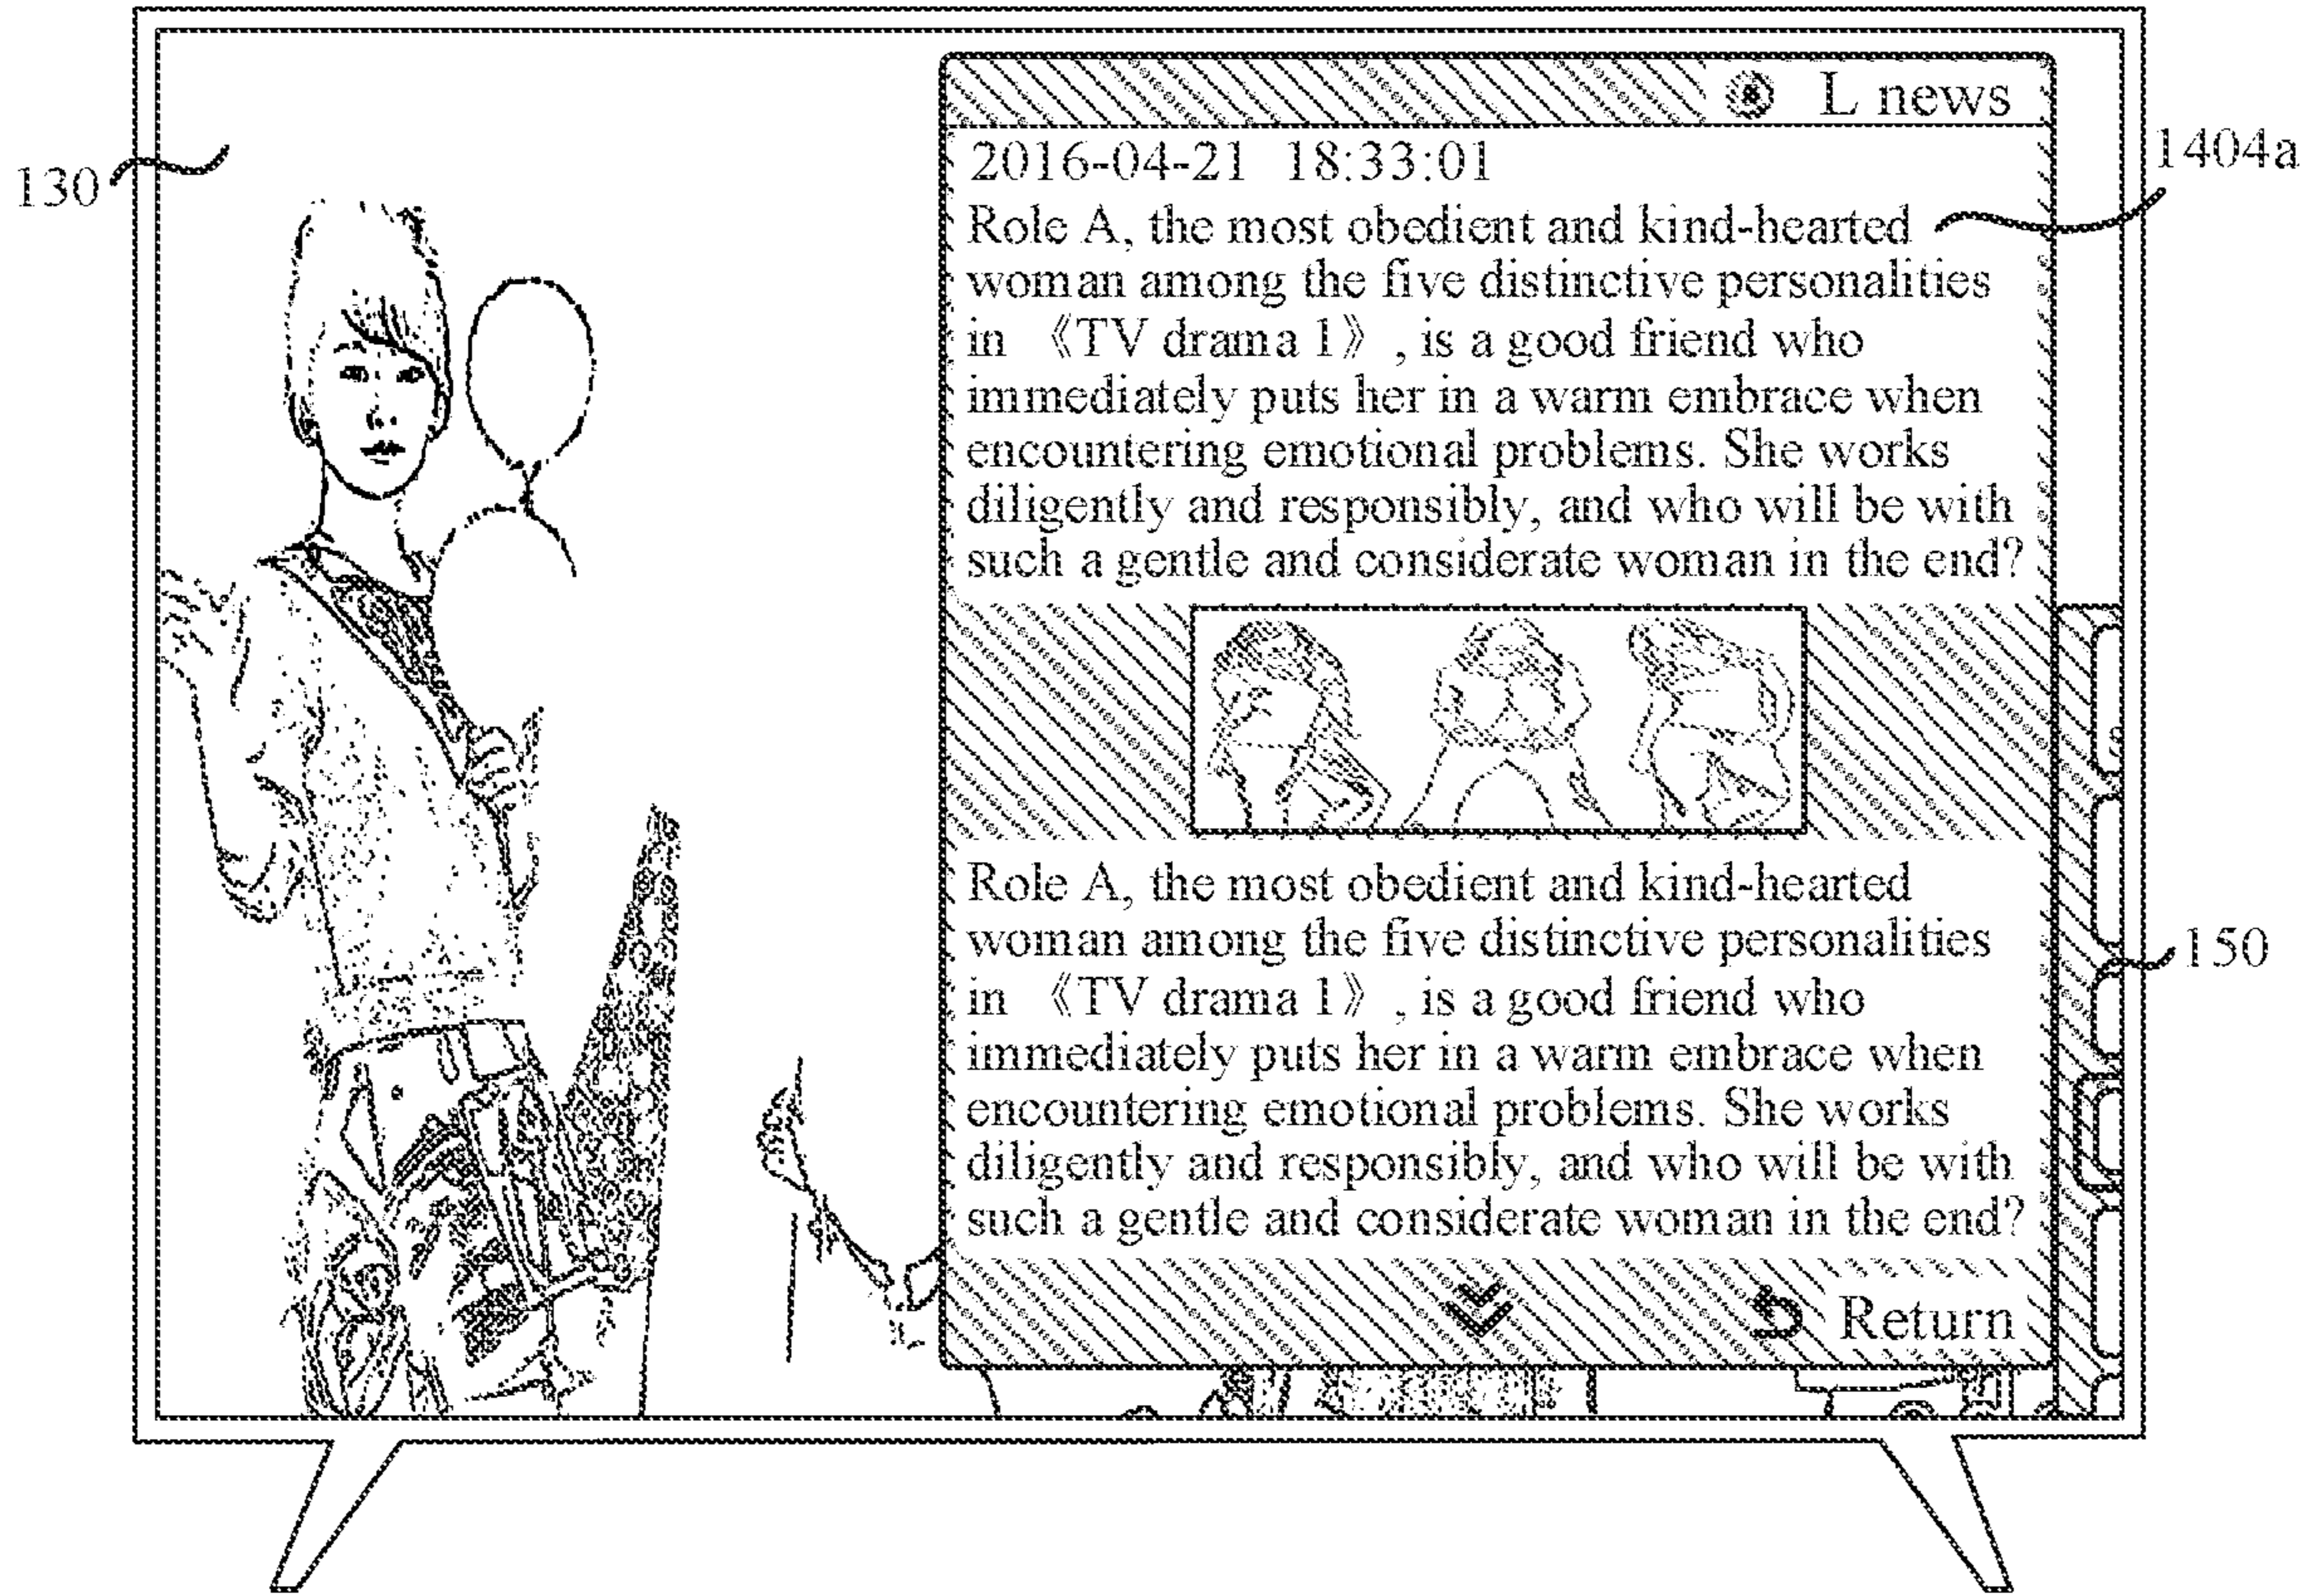 L news
130
1404a
2016-04-21 18:33:01
Role A, the most obedient and kind-hearted
woman among the five distinctive personalities
in 《TV drama 1》 , is a good friend who
immediately puts her in a warm embrace when
encountering emotional problems. She works
diligently and responsibly, and who will be with
such a gentle and considerate woman in the end?
Role A, the most obedient and kind-hearted
woman among the five distinctive personalities
150
in 《TV drama 1》 , is a good friend who
immediately puts her in a warm embrace when
encountering emotional problems. She works
diligently and responsibly, and who will be with
such a gentle and considerate woman in the end?
Return